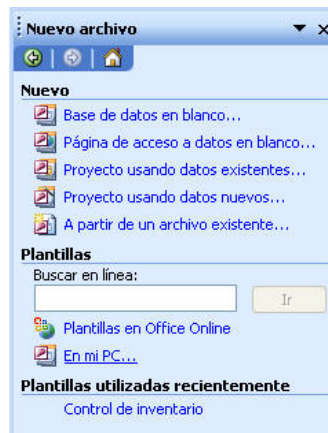 Nuevo archivo
Nuevo
Base de datos en blanco...
Página de acceso a datos en blanco...
Proyecto usando datos existentes...
Proyecto usando datos nuevos...
A partir de un archivo existente...
Plantillas
Buscar en línea:
Ir
Plantillas en Office Online
En mi PC...
Plantillas utilizadas recientemente
Control de inventario